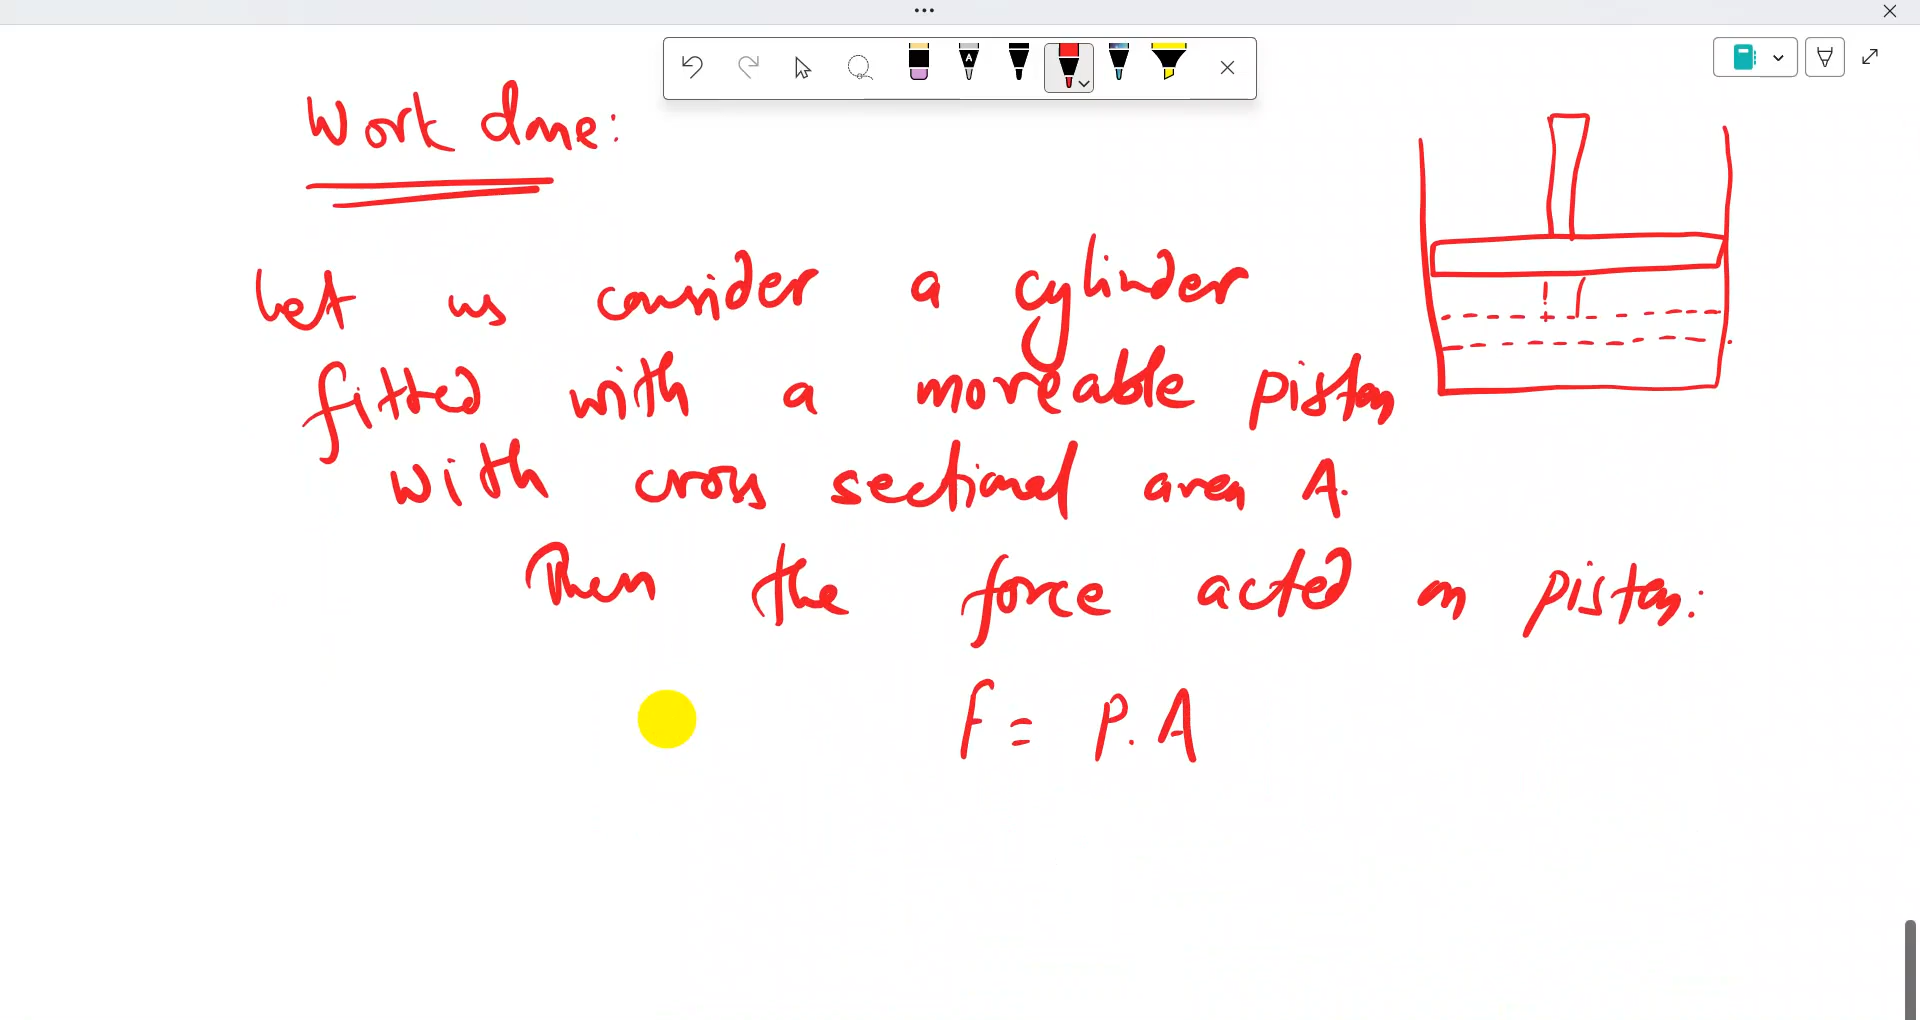 Work done:
Let us consider a cylinder
fitted with a moreable piston
with cross sectional area A.
Then the force acted on piston:
F = P. A